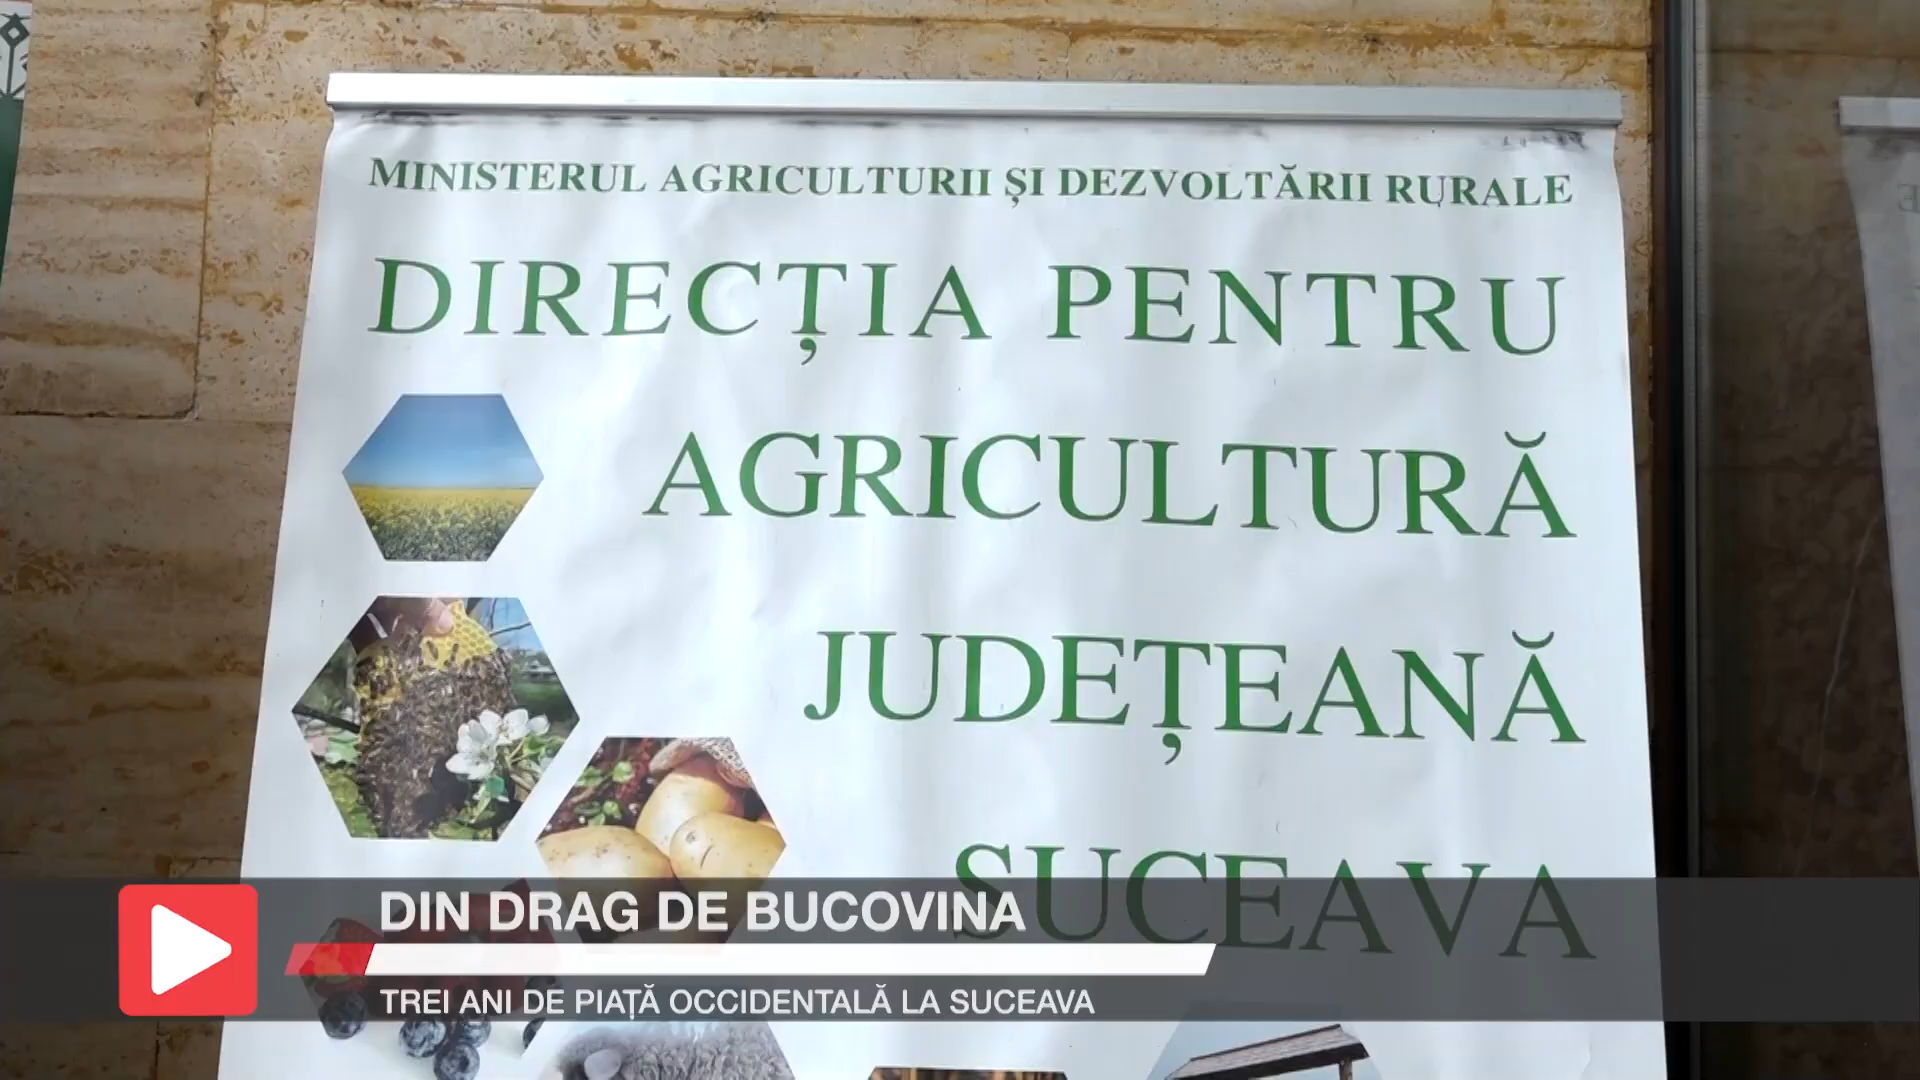 MINISTERUL AGRICULTURII ȘI DEZVOLTĂRII RURALE
DIRECȚIA PENTRU
AGRICULTURĂ
JUDEȚEANĂ
SUCEAVA
DIN DRAG DE BUCOVINA
TREI ANI DE PIAȚĂ OCCIDENTALĂ LA SUCEAVA